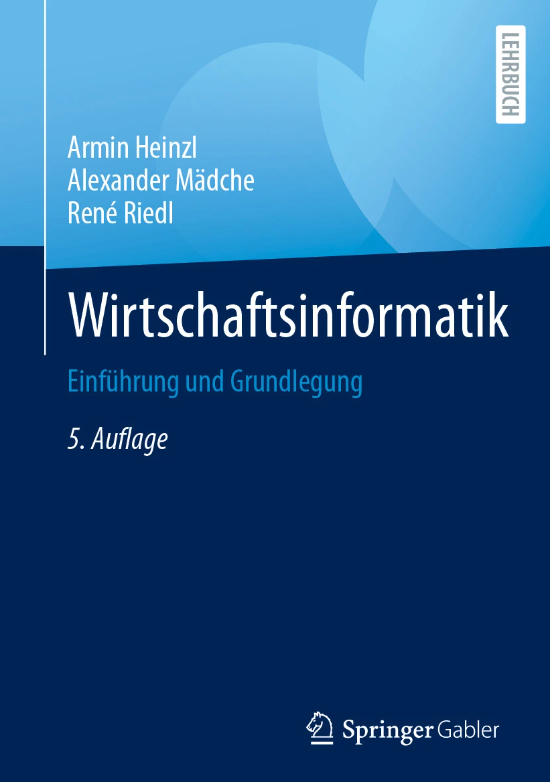 LEHRBUCH
Armin Heinzl
Alexander Mädche
René Riedl
Wirtschaftsinformatik
Einführung und Grundlegung
5. Auflage
Springer Gabler